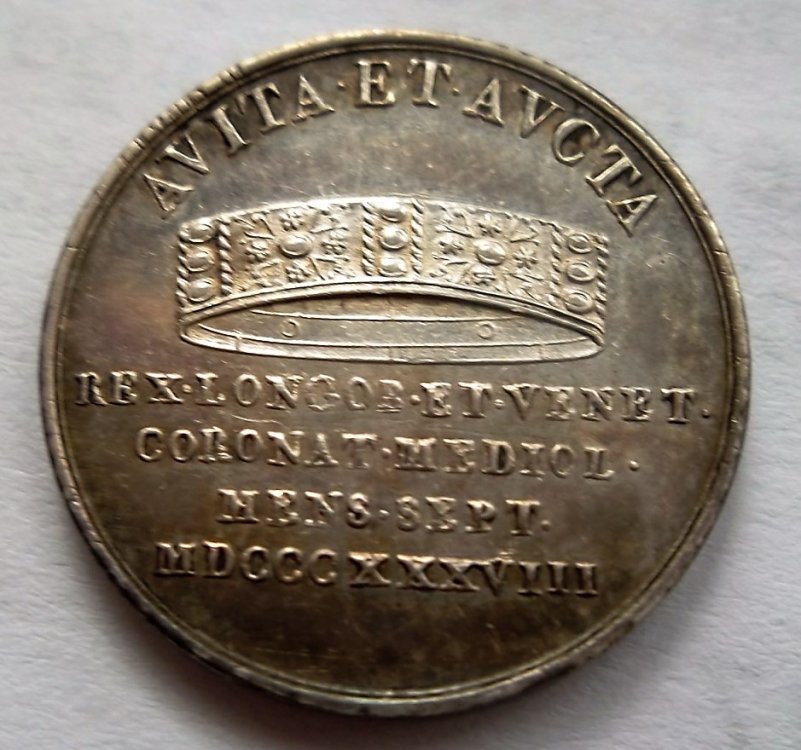 AVITA·ET·AVCTA
REX·LONGOB·ET·VENET.
CORONAT·MEDIOL·
MENS·SEPT.
MDCCCXXXVIII